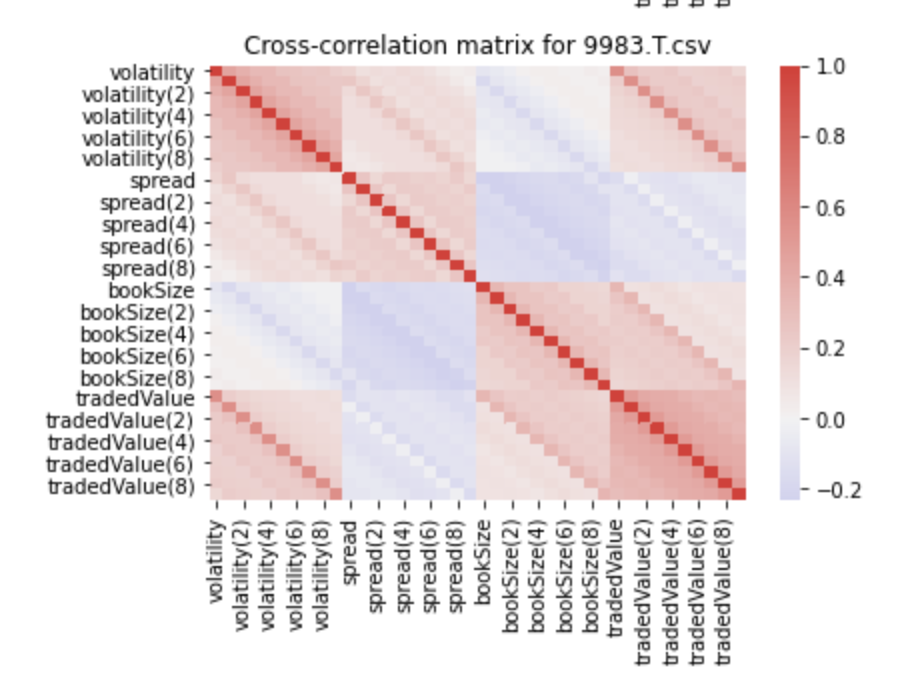 Cross-correlation matrix for 9983.T.csv
volatility
volatility(2)
volatility(4)
volatility(6)
volatility(8)
spread
spread(2)
spread(4)
spread(6)
spread(8)
bookSize
bookSize(2)
bookSize(4)
bookSize(6)
bookSize(8)
tradedValue
tradedValue(2)
tradedValue(4)
tradedValue(6)
tradedValue(8)
1.0
0.8
0.6
0.4
0.2
0.0
−0.2
volatility
volatility(2)
volatility(4)
volatility(6)
volatility(8)
spread
spread(2)
spread(4)
spread(6)
spread(8)
bookSize
bookSize(2)
bookSize(4)
bookSize(6)
bookSize(8)
tradedValue
tradedValue(2)
tradedValue(4)
tradedValue(6)
tradedValue(8)